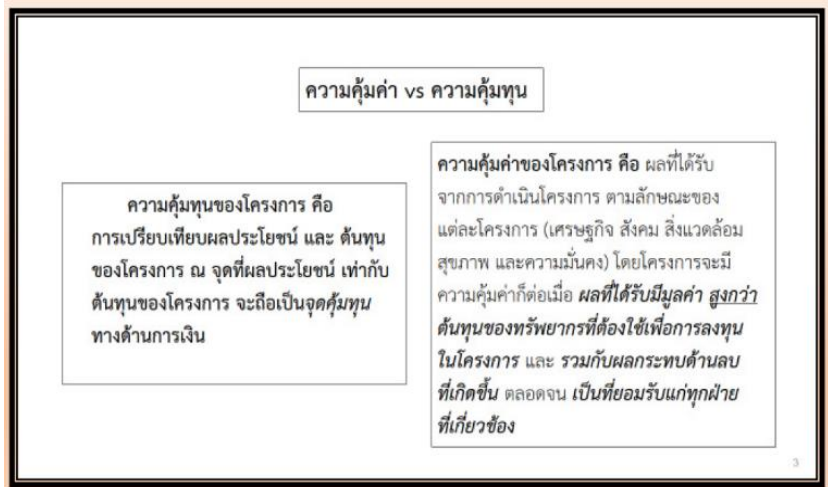 ความคุ้มค่า vs ความคุ้มทุน
ความคุ้มทุนของโครงการ คือ
การเปรียบเทียบผลประโยชน์ และ ต้นทุน
ของโครงการ ณ จุดที่ผลประโยชน์ เท่ากับ
ต้นทุนของโครงการ จะถือเป็นจุดคุ้มทุน
ทางด้านการเงิน
ความคุ้มค่าของโครงการ คือ ผลที่ได้รับ
จากการดำเนินโครงการ ตามลักษณะของ
แต่ละโครงการ (เศรษฐกิจ สังคม สิ่งแวดล้อม
สุขภาพ และความมั่นคง) โดยโครงการจะมี
ความคุ้มค่าก็ต่อเมื่อ ผลที่ได้รับมีมูลค่า สูงกว่า
ต้นทุนของทรัพยากรที่ต้องใช้เพื่อการลงทุน
ในโครงการ และ รวมกับผลกระทบด้านลบ
ที่เกิดขึ้น ตลอดจน เป็นที่ยอมรับแก่ทุกฝ่าย
ที่เกี่ยวข้อง
3